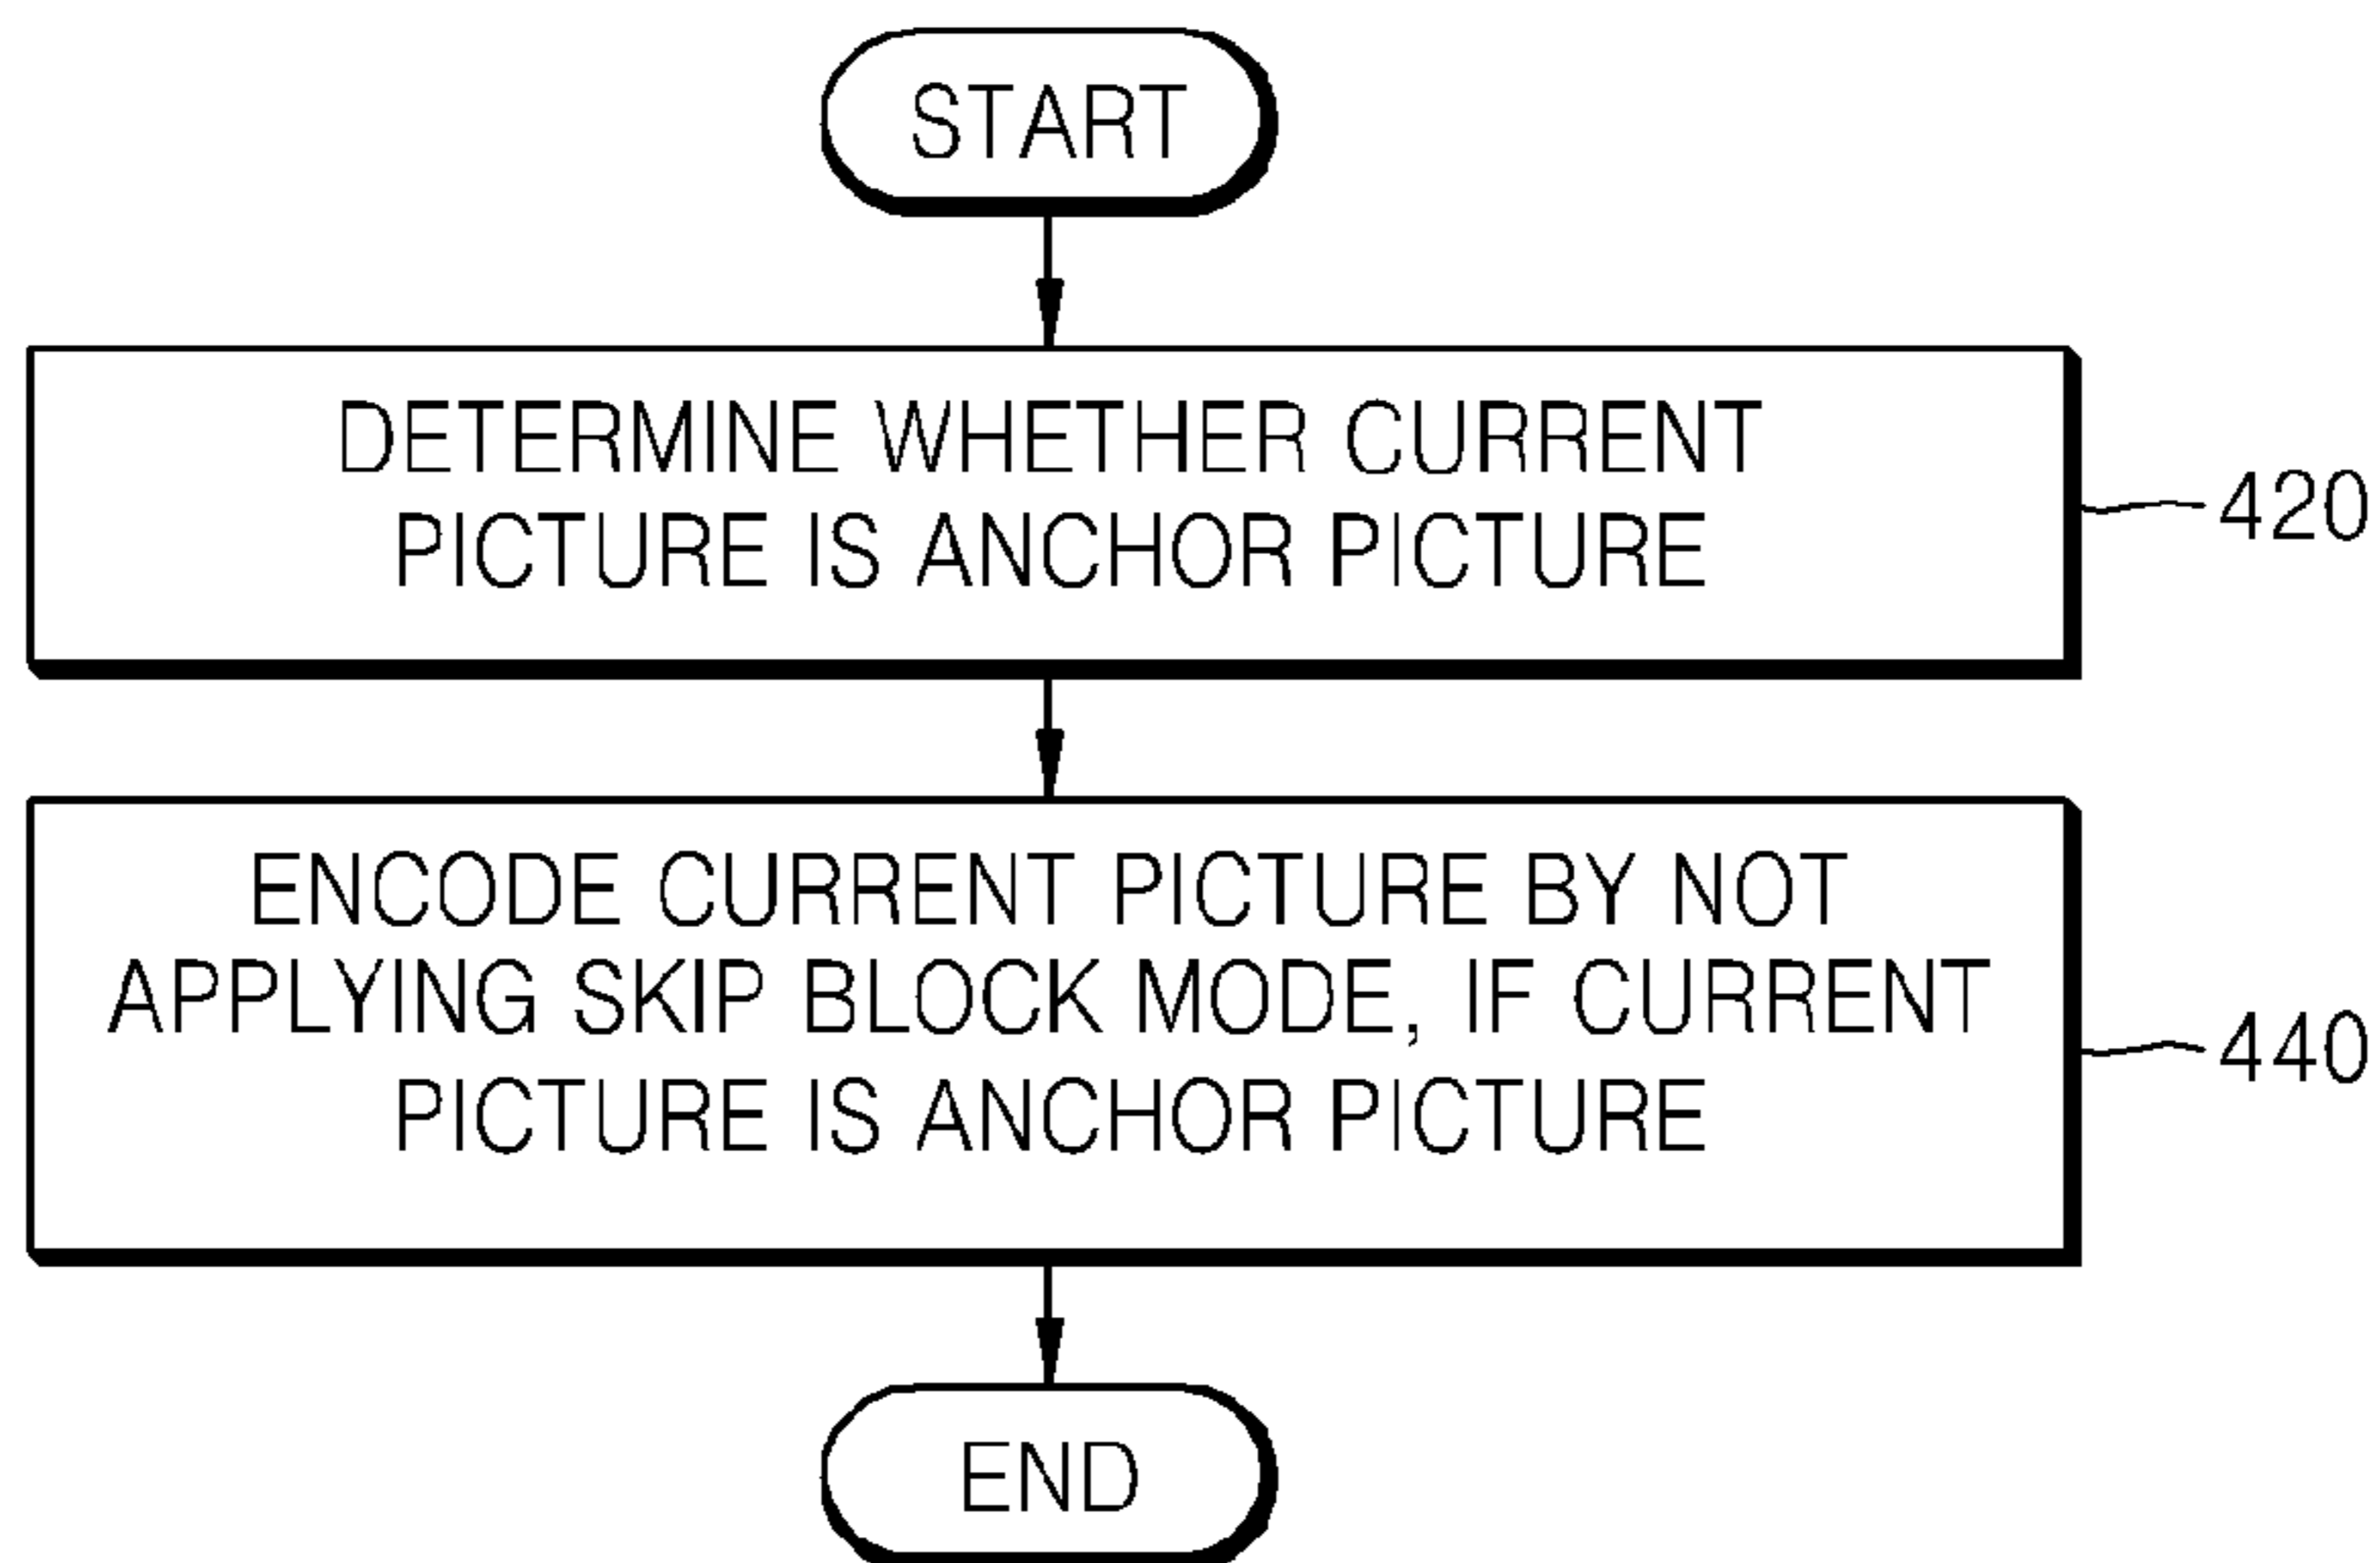 START
DETERMINE WHETHER CURRENT
PICTURE IS ANCHOR PICTURE
420
ENCODE CURRENT PICTURE BY NOT
APPLYING SKIP BLOCK MODE, IF CURRENT
PICTURE IS ANCHOR PICTURE
440
END